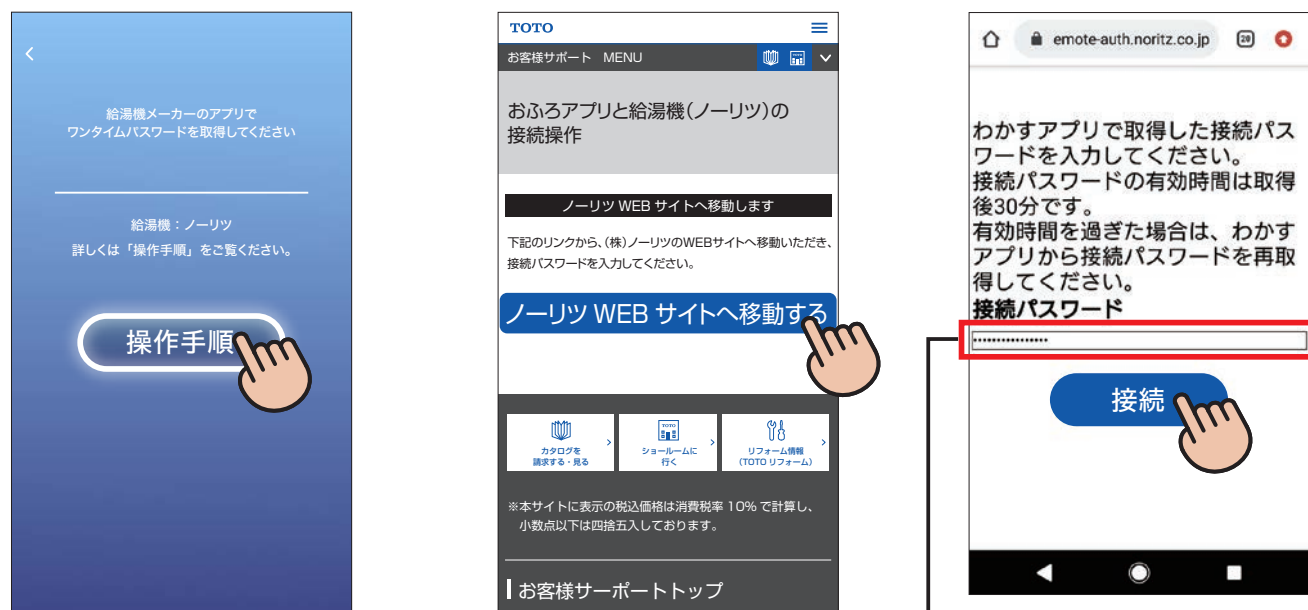 給湯機メーカーのアプリで
ワンタイムパスワードを取得してください
給湯機：ノーリツ
詳しくは「操作手順」をご覧ください。
操作手順
TOTO
お客様サポート MENU
おふろアプリと給湯機（ノーリツ）の
接続操作
ノーリツ WEB サイトへ移動します
下記のリンクから、（株）ノーリツのWEBサイトへ移動いただき、
接続パスワードを入力してください。
ノーリツ WEB サイトへ移動する
カタログを
請求する・見る
TOTO
ショールームに
行く
リフォーム情報
（TOTO リフォーム）
※本サイトに表示の税込価格は消費税率 10% で計算し、
小数点以下は四捨五入しております。
お客様サーポートトップ
emote-auth.noritz.co.jp
20
わかすアプリで取得した接続パス
ワードを入力してください。
接続パスワードの有効時間は取得
後30分です。
有効時間を過ぎた場合は、わかす
アプリから接続パスワードを再取
得してください。
接続パスワード
••••••••••••••••
接続